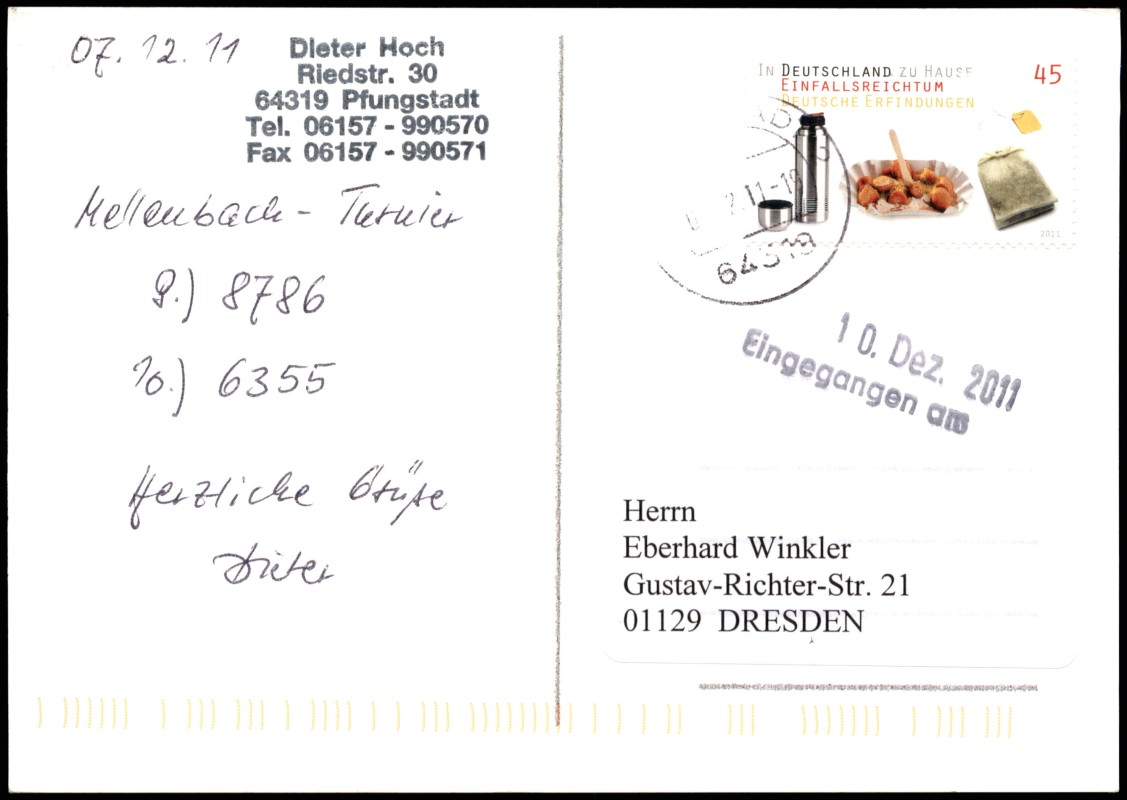 07. 12. 11
Dieter Hoch
Riedstr. 30
64319 Pfungstadt
Tel. 06157 - 990570
Fax 06157 - 990571
Mellenbach - Turnier
9.) 8786
10.) 6355
Herzliche Grüße
Dieter
IN DEUTSCHLAND ZU HAUSE
EINFALLSREICHTUM
DEUTSCHE ERFINDUNGEN
45
2011
64319
10. Dez. 2011
Eingegangen am
Herrn
Eberhard Winkler
Gustav-Richter-Str. 21
01129 DRESDEN